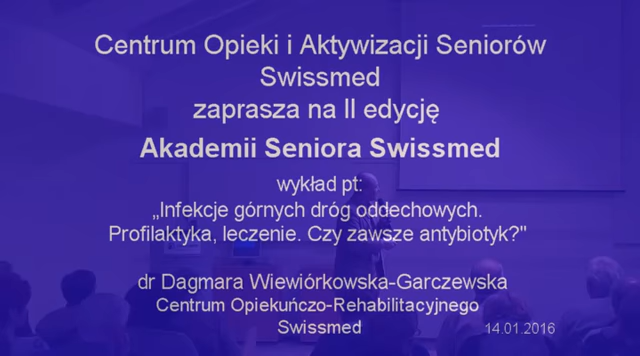 Centrum Opieki i Aktywizacji Seniorów
Swissmed
zaprasza na II edycję
Akademii Seniora Swissmed
wykład pt:
„Infekcje górnych dróg oddechowych.
Profilaktyka, leczenie. Czy zawsze antybiotyk?"
dr Dagmara Wiewiórkowska-Garczewska
Centrum Opiekuńczo-Rehabilitacyjnego
Swissmed
14.01.2016